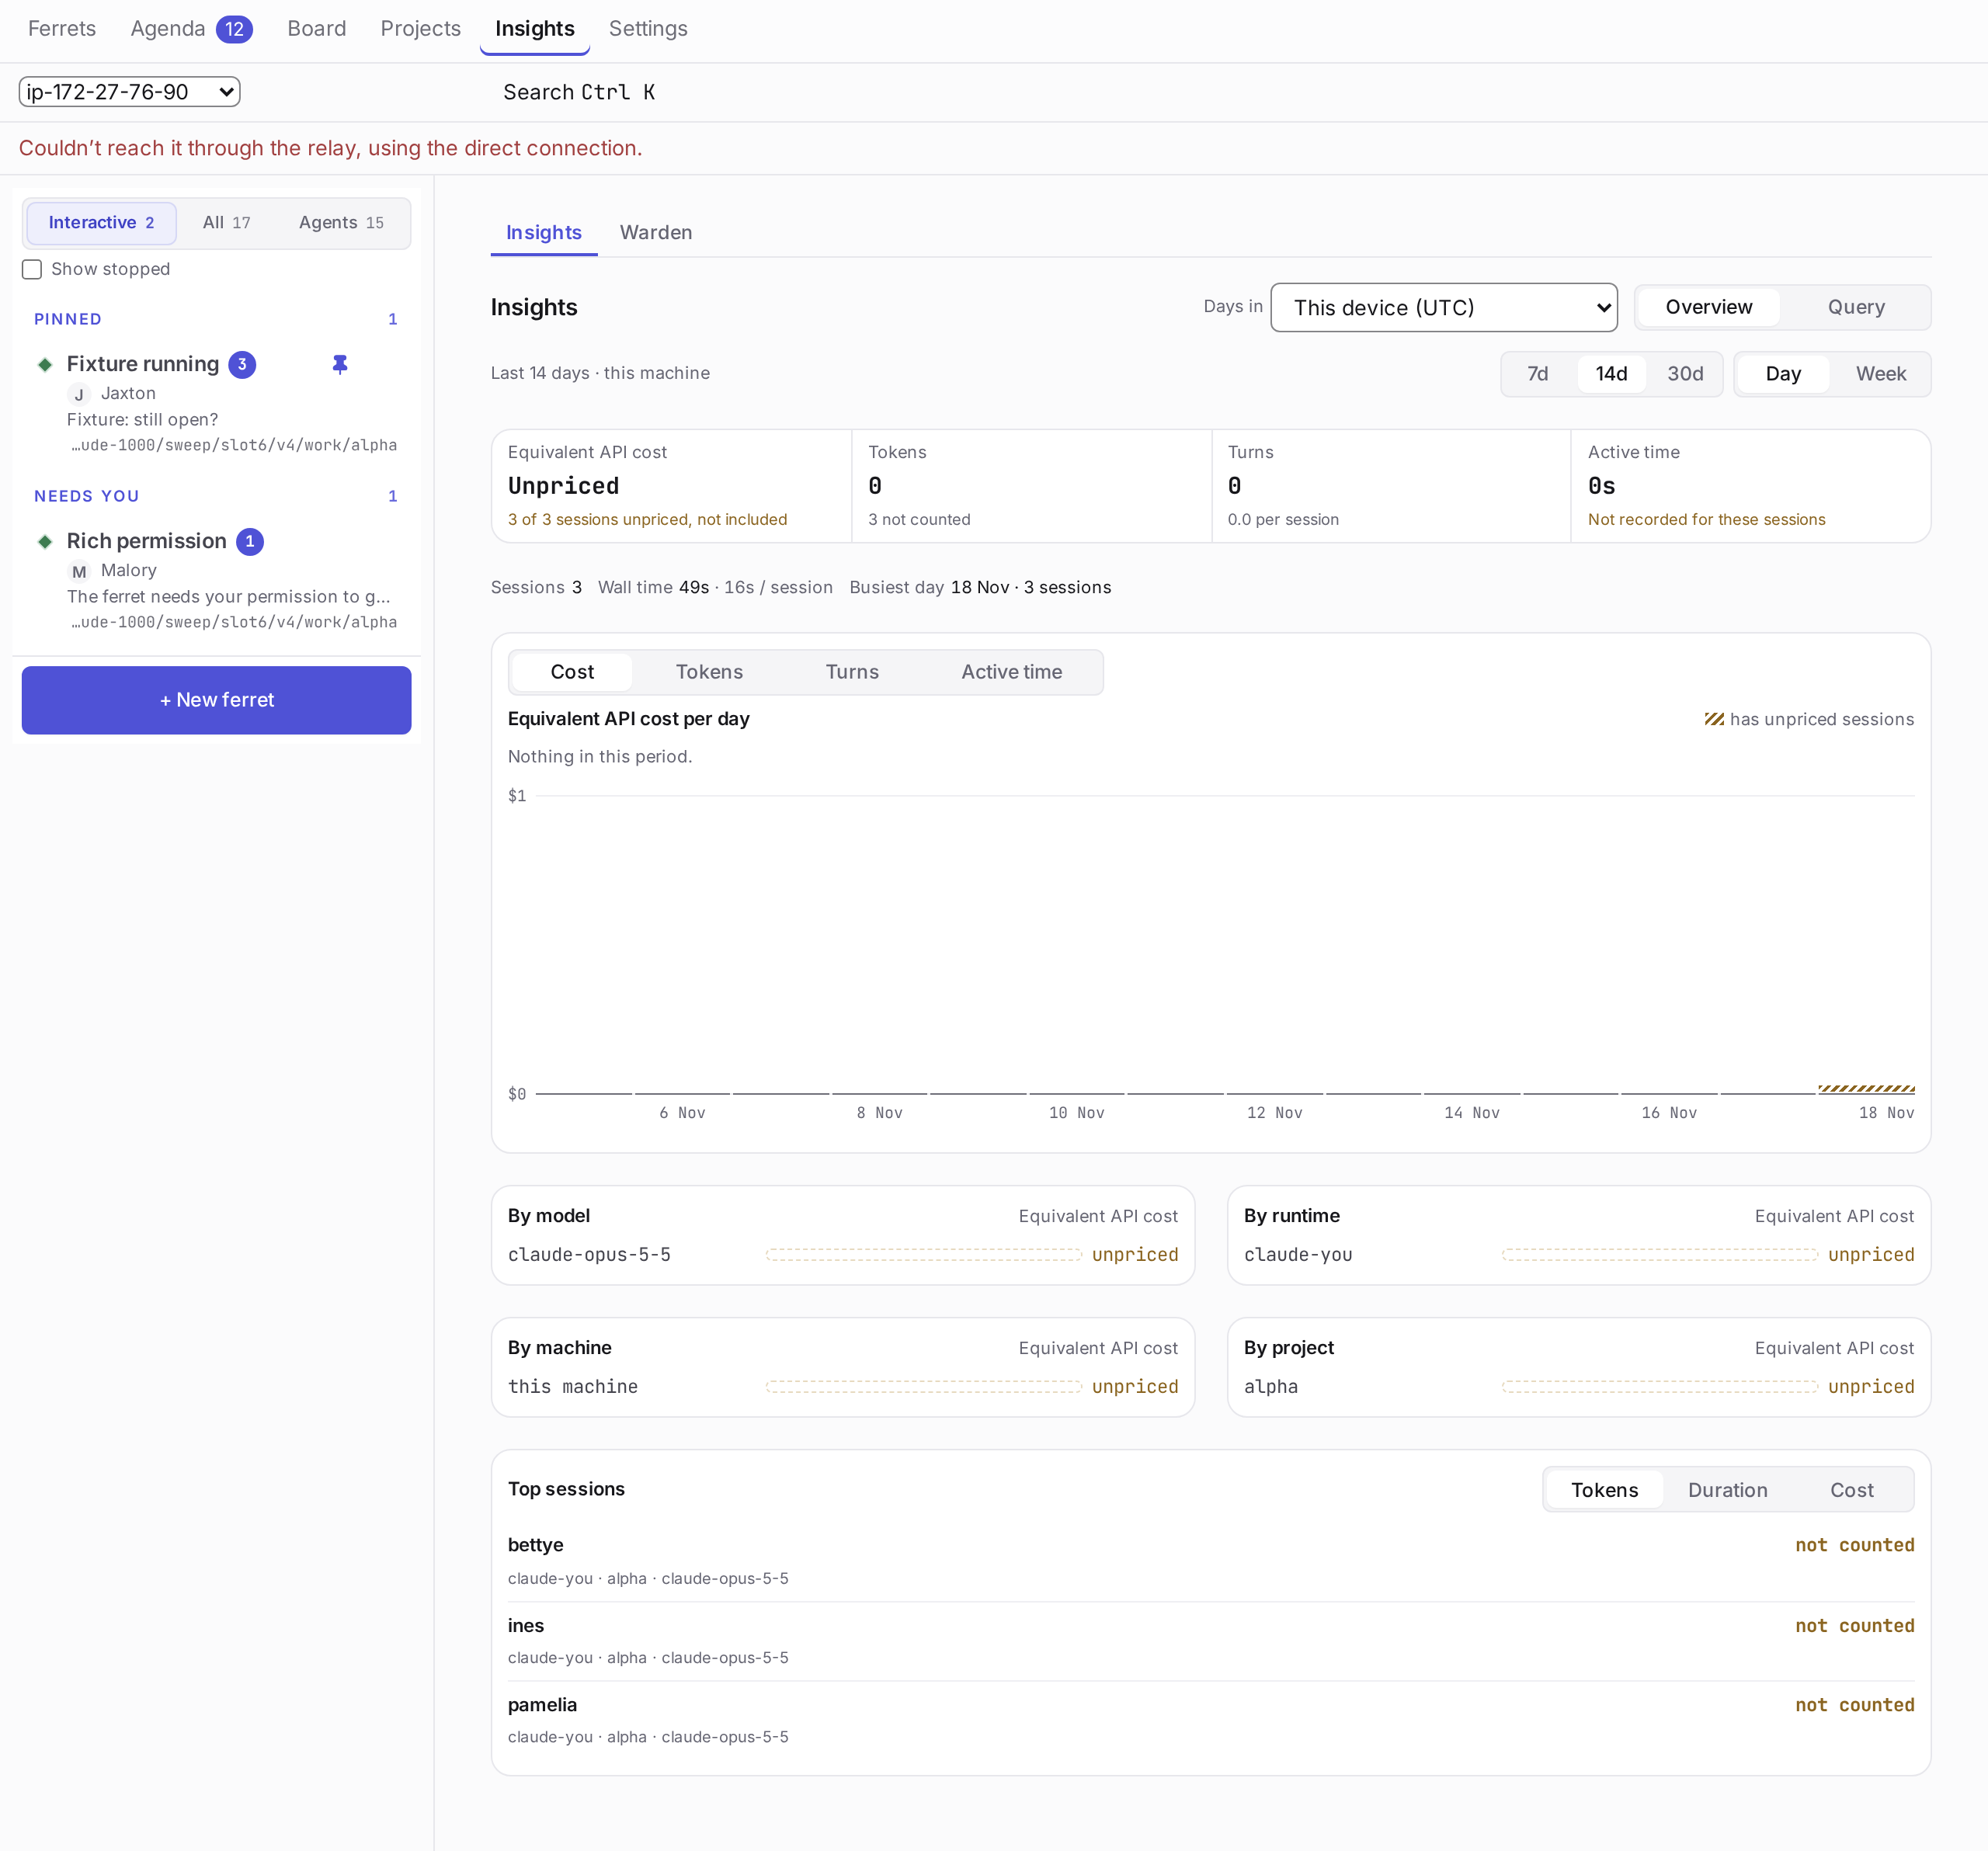 Ferrets Agenda 12 Board Projects Insights Settings
ip-172-27-76-90 Search Ctrl K
Couldn’t reach it through the relay, using the direct connection.
Interactive 2 All 17 Agents 15
Show stopped
PINNED 1
Fixture running 3
J Jaxton
Fixture: still open?
…ude-1000/sweep/slot6/v4/work/alpha
NEEDS YOU 1
Rich permission 1
M Malory
The ferret needs your permission to g…
…ude-1000/sweep/slot6/v4/work/alpha
+ New ferret
Insights Warden
Insights Days in This device (UTC) Overview Query
Last 14 days · this machine 7d 14d 30d Day Week
Equivalent API cost Tokens Turns Active time
Unpriced 0 0 0s
3 of 3 sessions unpriced, not included 3 not counted 0.0 per session Not recorded for these sessions
Sessions 3 Wall time 49s · 16s / session Busiest day 18 Nov · 3 sessions
Cost Tokens Turns Active time
Equivalent API cost per day has unpriced sessions
Nothing in this period.
$1
$0
6 Nov 8 Nov 10 Nov 12 Nov 14 Nov 16 Nov 18 Nov
By model Equivalent API cost
claude-opus-5-5 unpriced
By runtime Equivalent API cost
claude-you unpriced
By machine Equivalent API cost
this machine unpriced
By project Equivalent API cost
alpha unpriced
Top sessions Tokens Duration Cost
bettye not counted
claude-you · alpha · claude-opus-5-5
ines not counted
claude-you · alpha · claude-opus-5-5
pamelia not counted
claude-you · alpha · claude-opus-5-5